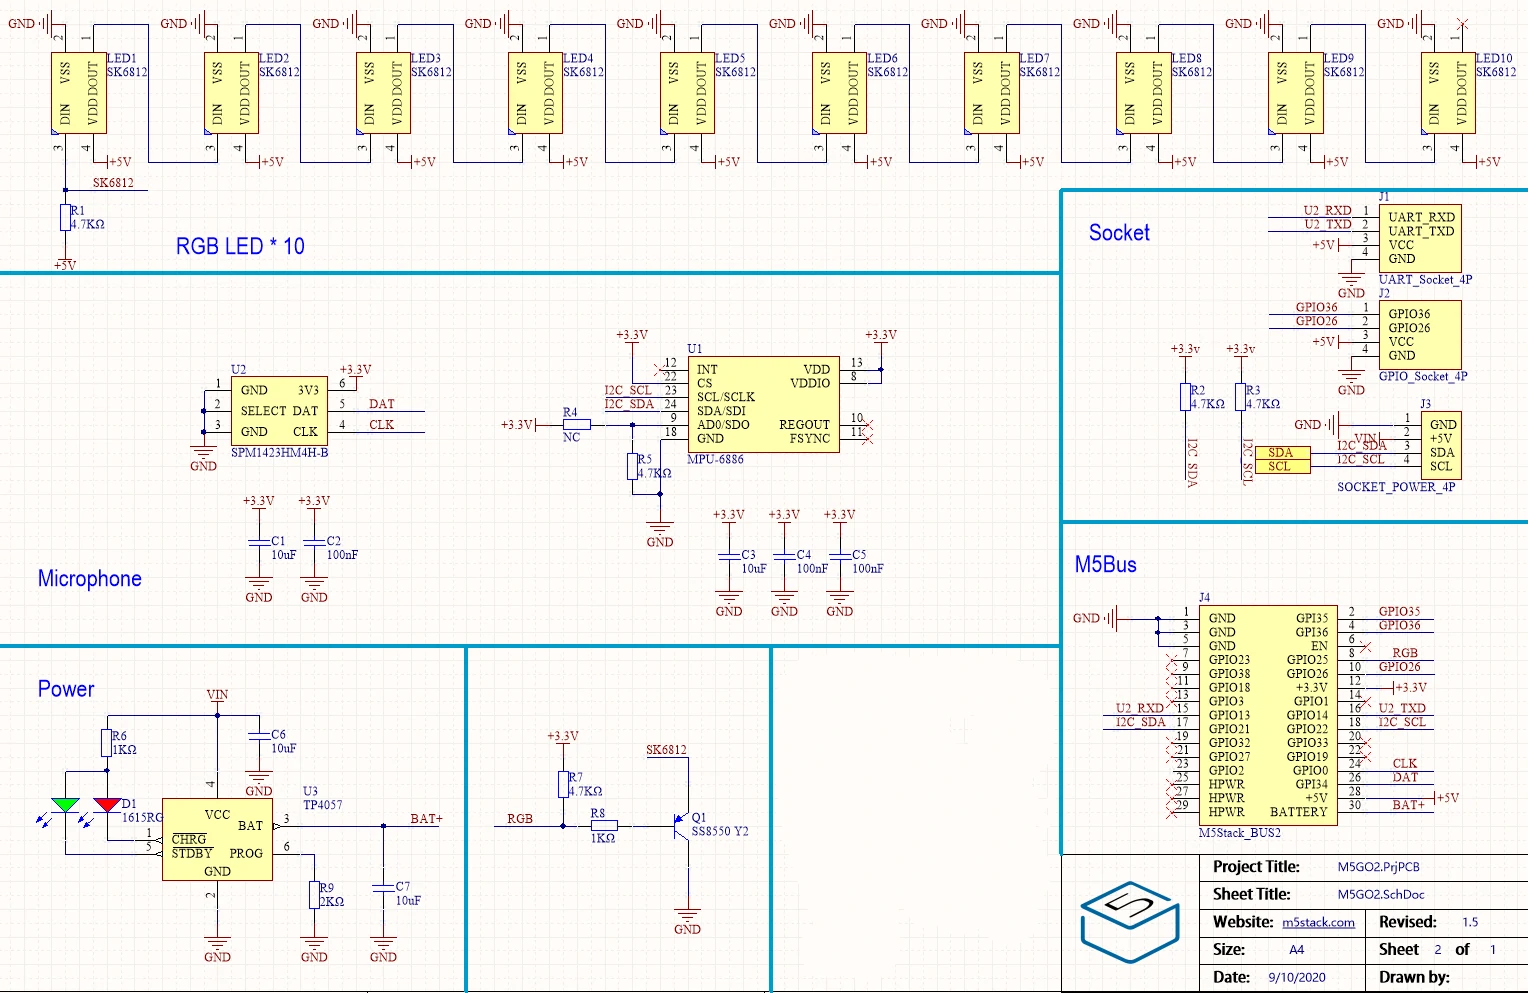 GND GND GND GND GND GND GND GND GND GND
2 1 2 1 2 1 2 1 2 1 2 1 2 1 2 1 2 1 2 1
LED1 LED2 LED3 LED4 LED5 LED6 LED7 LED8 LED9 LED10
SK6812 SK6812 SK6812 SK6812 SK6812 SK6812 SK6812 SK6812 SK6812 SK6812
VSS DOUT VSS DOUT VSS DOUT VSS DOUT VSS DOUT VSS DOUT VSS DOUT VSS DOUT VSS DOUT VSS DOUT
DIN VDD DIN VDD DIN VDD DIN VDD DIN VDD DIN VDD DIN VDD DIN VDD DIN VDD DIN VDD
3 4 3 4 3 4 3 4 3 4 3 4 3 4 3 4 3 4 3 4
+5V +5V +5V +5V +5V +5V +5V +5V +5V +5V
SK6812
R1
4.7KΩ
+5V
RGB LED * 10
Socket
J1
U2_RXD 1 UART_RXD
U2_TXD 2 UART_TXD
+5V 3 VCC
4 GND
GND
UART_Socket_4P
J2
GPIO36 1 GPIO36
GPIO26 2 GPIO26
+5V 3 VCC
4 GND
GND
GPIO_Socket_4P
+3.3v +3.3v
R2 R3
4.7KΩ 4.7KΩ
I2C_SDA I2C_SCL
J3
GND 1 GND
VIN 2 +5V
SDA I2C_SDA 3 SDA
SCL I2C_SCL 4 SCL
SOCKET_POWER_4P
U2
+3.3V
1 GND 3V3 6
2 SELECT DAT 5 DAT
3 GND CLK 4 CLK
GND
SPM1423HM4H-B
+3.3V +3.3V
C1 C2
10uF 100nF
GND GND
Microphone
+3.3V +3.3V
U1
12 INT VDD 13
22 CS VDDIO 8
I2C_SCL 23 SCL/SCLK
I2C_SDA 24 SDA/SDI
+3.3V R4 9 AD0/SDO REGOUT 10
NC 18 GND FSYNC 11
MPU-6886
R5
4.7KΩ
GND
+3.3V +3.3V +3.3V
C3 C4 C5
10uF 100nF 100nF
GND GND GND
M5Bus
J4
GND 1 GND GPI35 2 GPIO35
3 GND GPI36 4 GPIO36
5 GND EN 6
7 GPIO23 GPIO25 8 RGB
9 GPIO38 GPIO26 10 GPIO26
11 GPIO18 +3.3V 12 +3.3V
13 GPIO3 GPIO1 14
U2_RXD 15 GPIO13 GPIO14 16 U2_TXD
I2C_SDA 17 GPIO21 GPIO22 18 I2C_SCL
19 GPIO32 GPIO33 20
21 GPIO27 GPIO19 22
23 GPIO2 GPIO0 24 CLK
25 HPWR GPI34 26 DAT
27 HPWR +5V 28 +5V
29 HPWR BATTERY 30 BAT+
M5Stack_BUS2
Power
VIN
R6
1KΩ
C6
10uF
GND
D1
1615RG
U3
TP4057
4
VCC
BAT 3 BAT+
1 CHRG
5 STDBY PROG 6
GND
2
R9
2KΩ
C7
10uF
GND GND GND
+3.3V
R7
4.7KΩ
SK6812
RGB R8
1KΩ
Q1
SS8550 Y2
GND
5
Project Title: M5GO2.PrjPCB
Sheet Title: M5GO2.SchDoc
Website: m5stack.com Revised: 1.5
Size: A4 Sheet 2 of 1
Date: 9/10/2020 Drawn by: